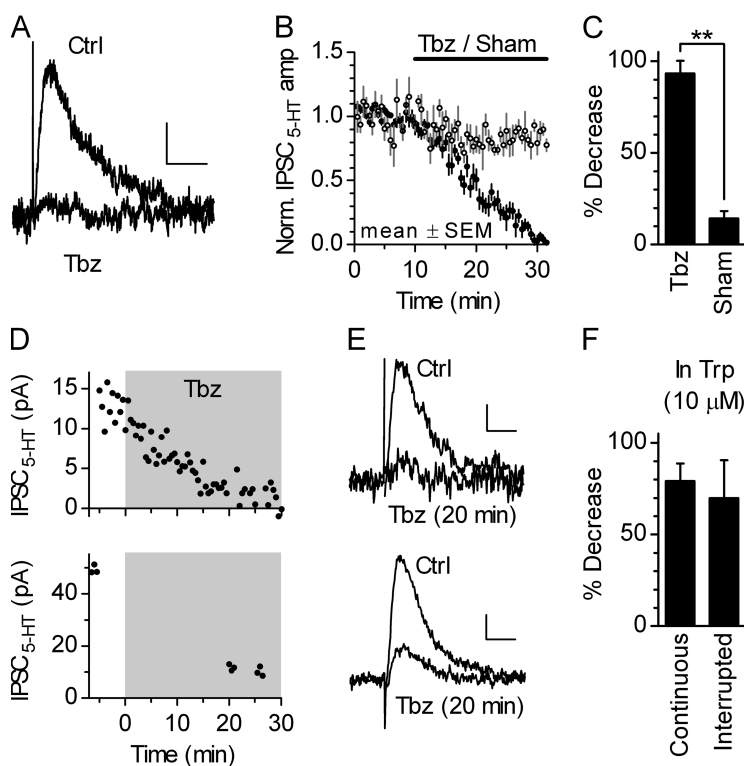 A
Ctrl
Tbz
B
Tbz / Sham
Norm. IPSC5-HT amp
1.5
1.0
0.5
0.0
mean ± SEM
0
10
20
30
Time (min)
C
**
% Decrease
100
50
0
Tbz
Sham
D
Tbz
IPSC5-HT (pA)
15
10
5
0
IPSC5-HT (pA)
40
20
0
0
10
20
30
Time (min)
E
Ctrl
Tbz (20 min)
Ctrl
Tbz (20 min)
F
In Trp
(10 μM)
% Decrease
100
50
0
Continuous
Interrupted